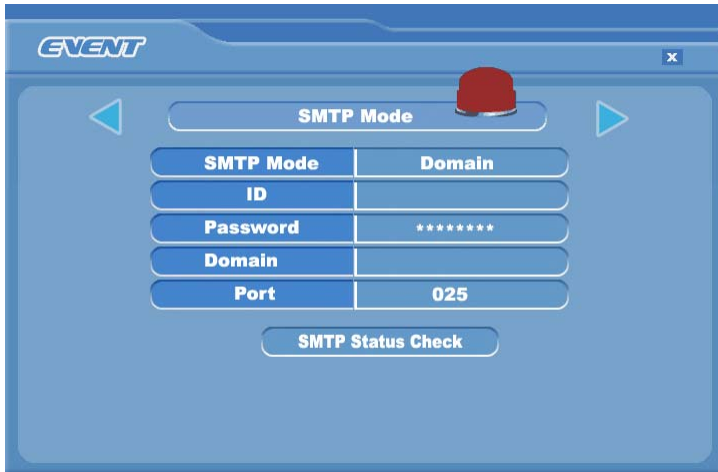 EVENT
x
SMTP Mode
SMTP Mode Domain
ID
Password ********
Domain
Port 025
SMTP Status Check